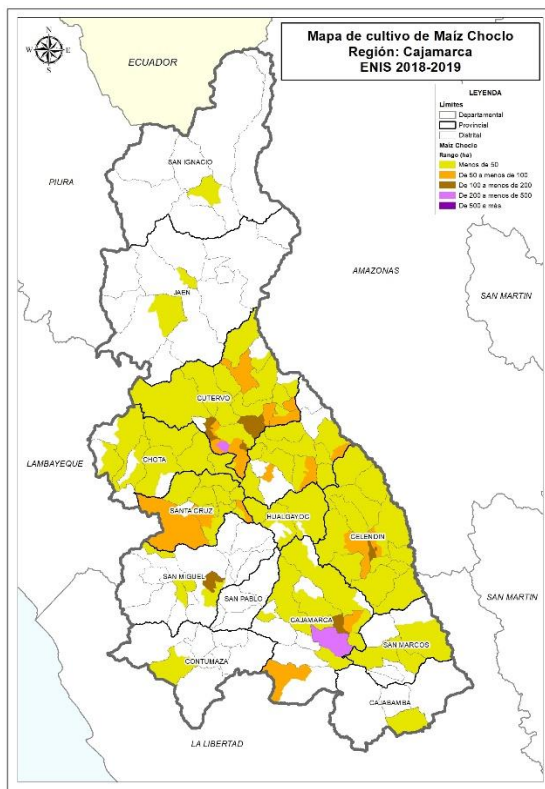 Mapa de cultivo de Maíz Choclo
Región: Cajamarca
ENIS 2018-2019
LEYENDA
Límites
Departamental
Provincial
Distrital
Maíz Choclo
Rango (ha)
Menos de 50
De 50 a menos de 100
De 100 a menos de 200
De 200 a menos de 500
De 500 a más
N
W
E
S
ECUADOR
SAN IGNACIO
PIURA
AMAZONAS
JAEN
SAN MARTIN
CUTERVO
CHOTA
LAMBAYEQUE
SANTA CRUZ
HUALGAYOC
CELENDIN
SAN MIGUEL
SAN PABLO
SAN MARTIN
CAJAMARCA
SAN MARCOS
CONTUMAZA
CAJABAMBA
LA LIBERTAD